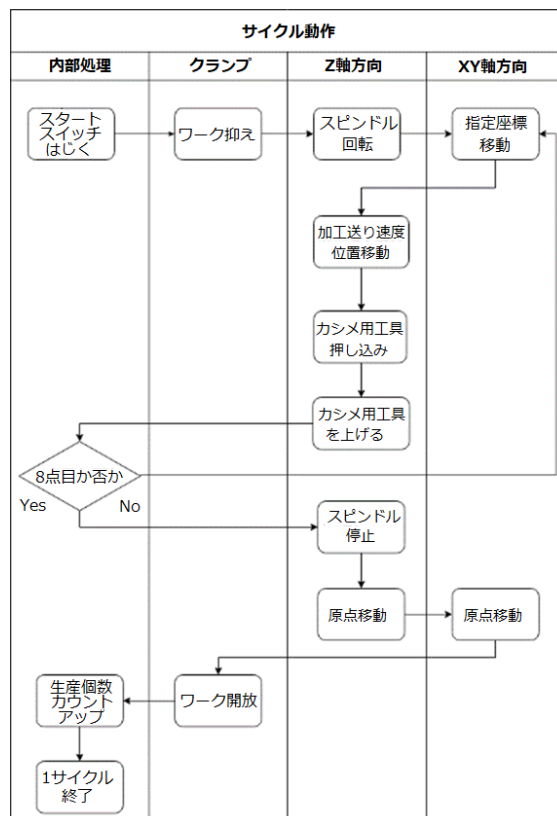 サイクル動作
内部処理
クランプ
Z軸方向
XY軸方向
スタート
スイッチ
はじく
ワーク抑え
スピンドル
回転
指定座標
移動
加工送り速度
位置移動
カシメ用工具
押し込み
カシメ用工具
を上げる
8点目か否か
Yes
No
スピンドル
停止
原点移動
原点移動
ワーク開放
生産個数
カウント
アップ
1サイクル
終了